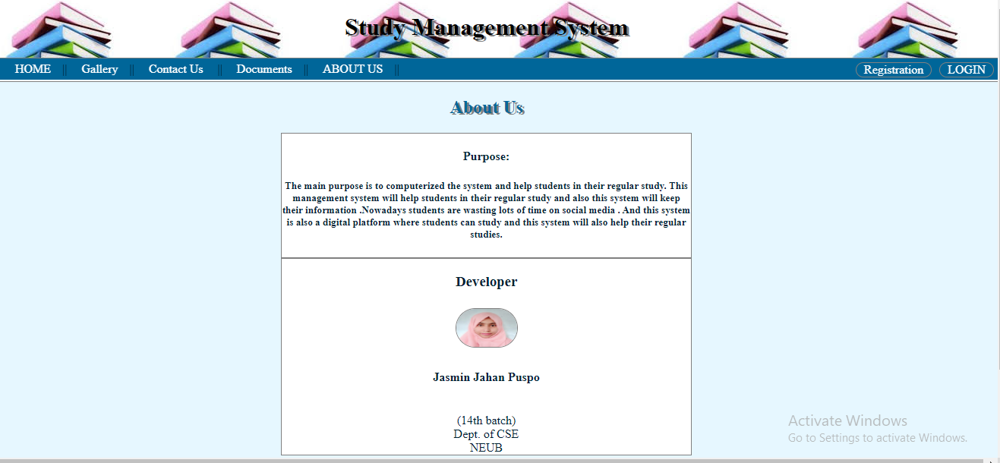 Study Management System
HOME || Gallery || Contact Us || Documents || ABOUT US || Registration LOGIN
About Us
Purpose:
The main purpose is to computerized the system and help students in their regular study. This
management system will help students in their regular study and also this system will keep
their information .Nowadays students are wasting lots of time on social media . And this system
is also a digital platform where students can study and this system will also help their regular
studies.
Developer
Jasmin Jahan Puspo
(14th batch)
Dept. of CSE
NEUB
Activate Windows
Go to Settings to activate Windows.